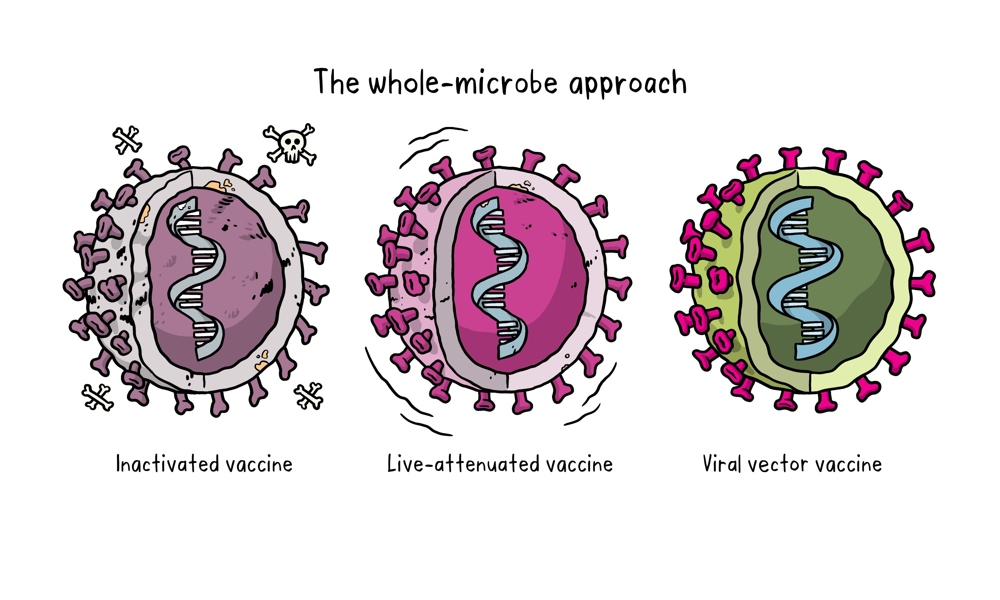 The whole-microbe approach
Inactivated vaccine
Live-attenuated vaccine
Viral vector vaccine